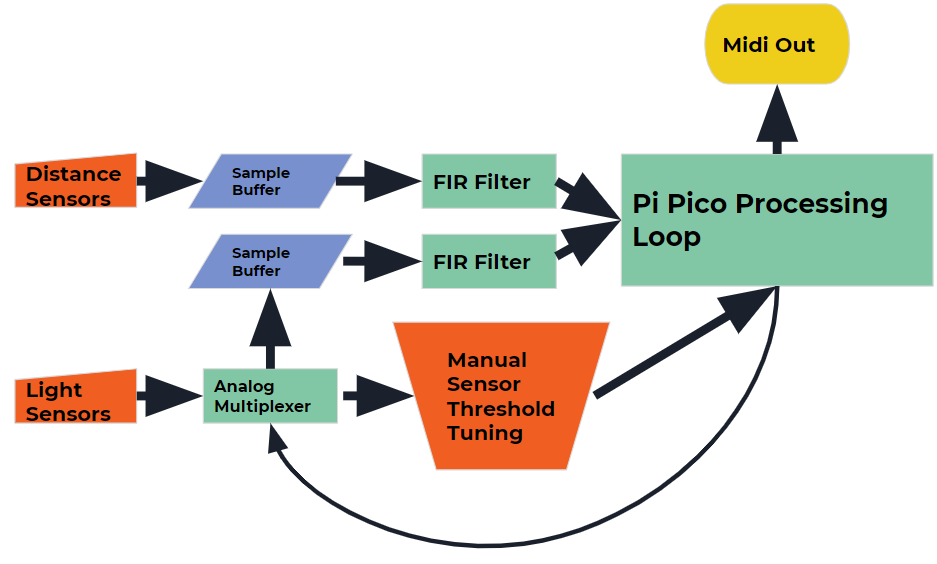 Midi Out
Distance
Sensors
Sample
Buffer
FIR Filter
Pi Pico Processing
Loop
Sample
Buffer
FIR Filter
Light
Sensors
Analog
Multiplexer
Manual
Sensor
Threshold
Tuning